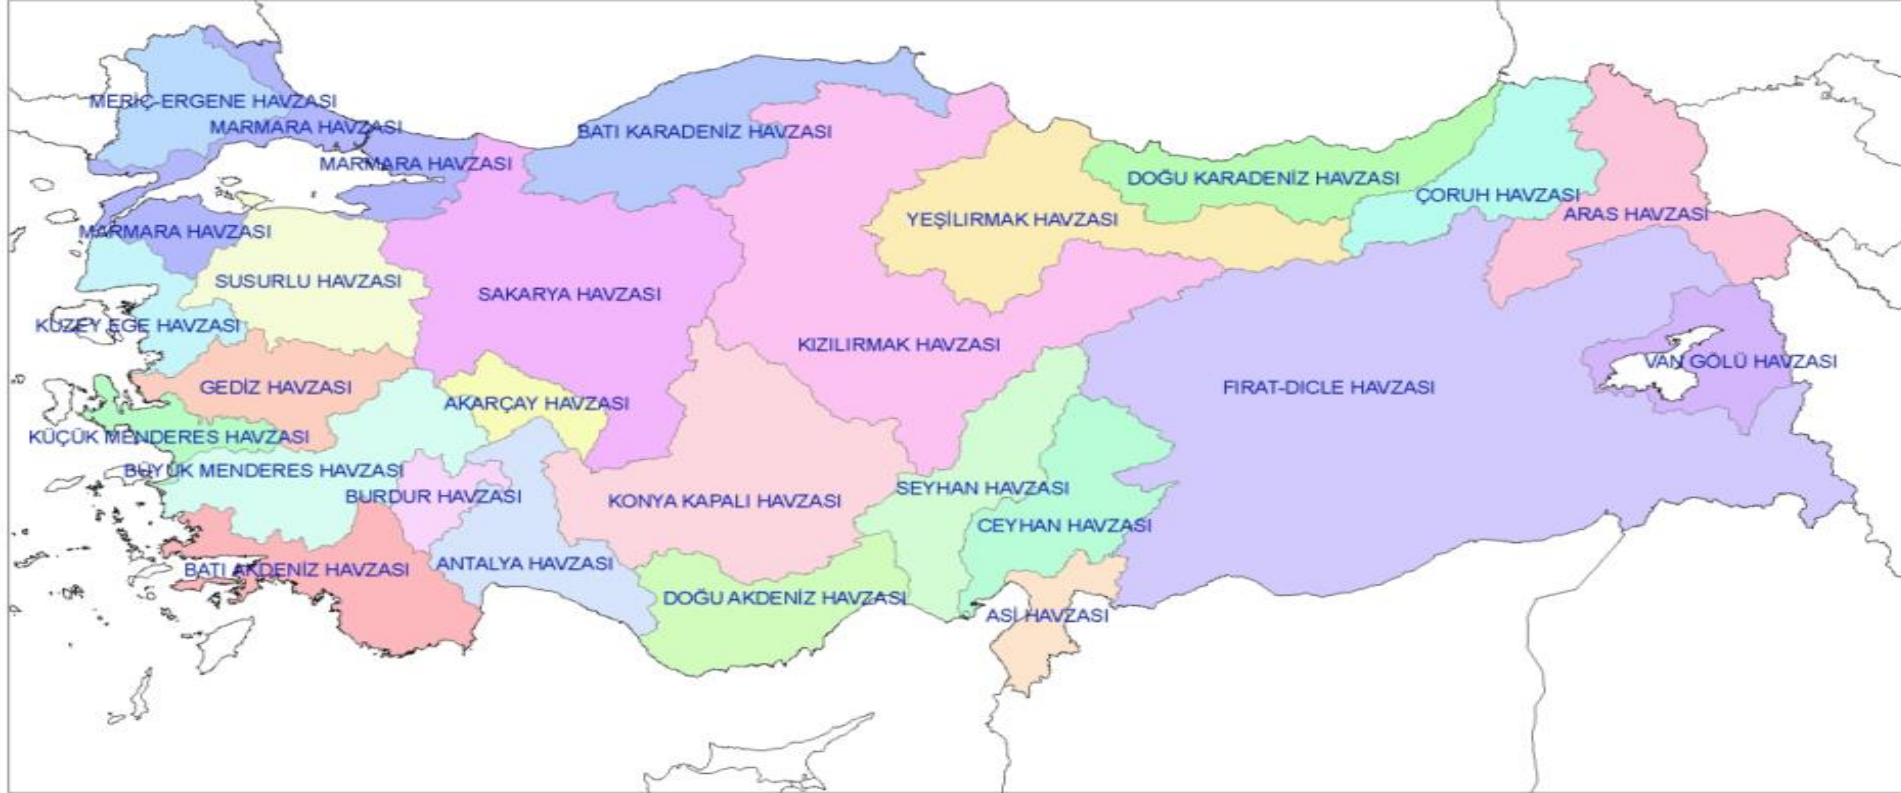 MERİÇ-ERGENE HAVZASI
MARMARA HAVZASI
BATI KARADENİZ HAVZASI
MARMARA HAVZASI
DOĞU KARADENİZ HAVZASI
ÇORUH HAVZASI
ARAS HAVZASI
YEŞİLIRMAK HAVZASI
MARMARA HAVZASI
SUSURLU HAVZASI
SAKARYA HAVZASI
KUZEY EGE HAVZASI
KIZILIRMAK HAVZASI
VAN GÖLÜ HAVZASI
GEDİZ HAVZASI
FIRAT-DICLE HAVZASI
AKARÇAY HAVZASI
KÜÇÜK MENDERES HAVZASI
BÜYÜK MENDERES HAVZASI
SEYHAN HAVZASI
BURDUR HAVZASI
KONYA KAPALI HAVZASI
CEYHAN HAVZASI
ANTALYA HAVZASI
BATI AKDENİZ HAVZASI
DOĞU AKDENİZ HAVZASI
ASİ HAVZASI